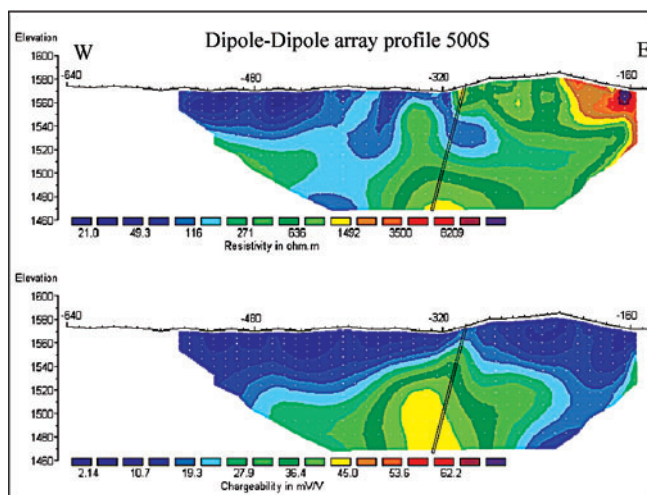 Dipole-Dipole array profile 500S
Elevation W E
1600
-640 -480 -320 -160
1580
1560
1540
1520
1500
1480
1460
21.0 49.3 116 271 636 1492 3500 8209
Resistivity in ohm.m
Elevation
1600
-640 -480 -320 -160
1580
1560
1540
1520
1500
1480
1460
2.14 10.7 19.3 27.9 36.4 45.0 53.6 62.2
Chargeability in mV/V